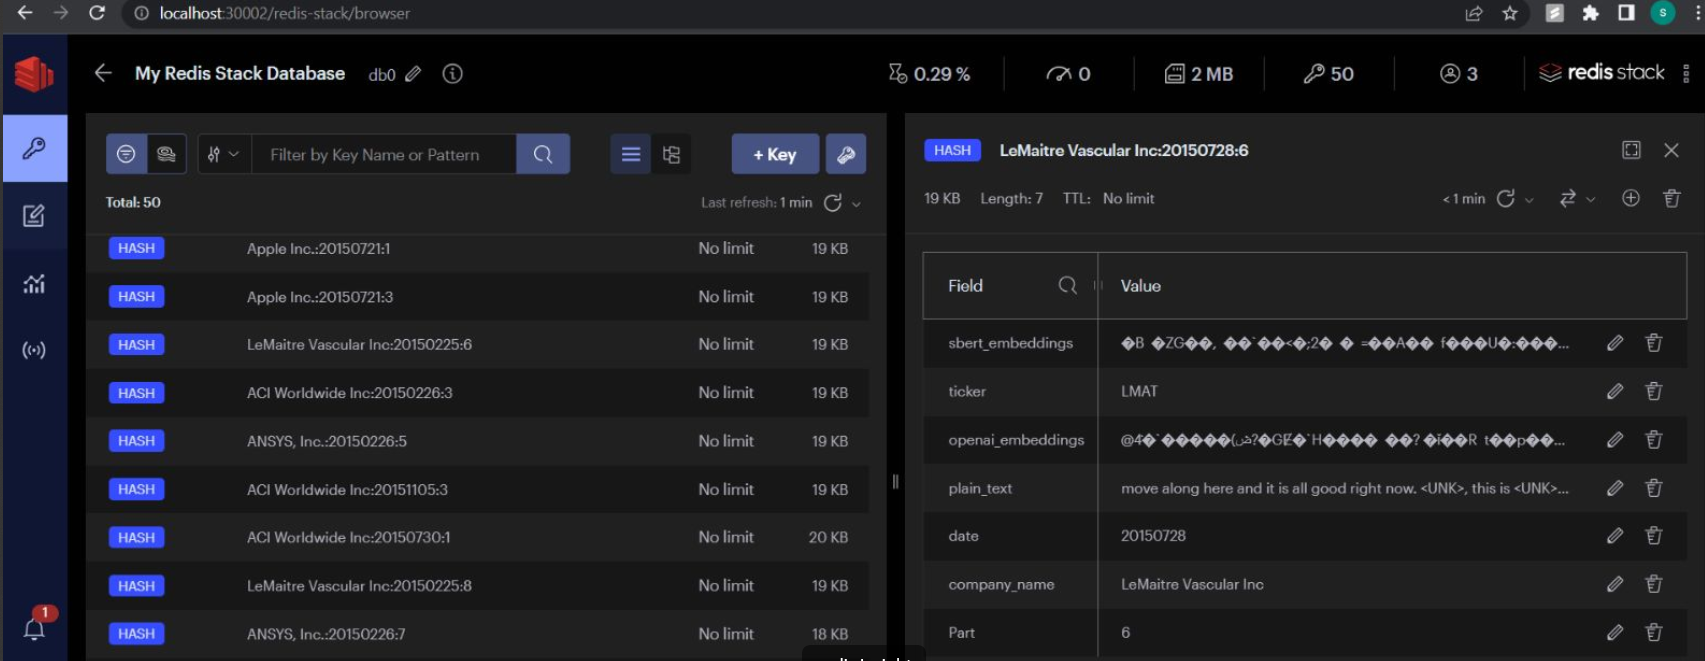 localhost:30002/redis-stack/browser
S
My Redis Stack Database db0
0.29 % 0 2 MB 50 3 redis stack
Filter by Key Name or Pattern
+ Key
Total: 50
Last refresh: 1 min
HASH Apple Inc.:20150721:1 No limit 19 KB
HASH Apple Inc.:20150721:3 No limit 19 KB
HASH LeMaitre Vascular Inc:20150225:6 No limit 19 KB
HASH ACI Worldwide Inc:20150226:3 No limit 19 KB
HASH ANSYS, Inc.:20150226:5 No limit 19 KB
HASH ACI Worldwide Inc:20151105:3 No limit 19 KB
HASH ACI Worldwide Inc:20150730:1 No limit 20 KB
HASH LeMaitre Vascular Inc:20150225:8 No limit 19 KB
HASH ANSYS, Inc.:20150226:7 No limit 18 KB
1
HASH LeMaitre Vascular Inc:20150728:6
19 KB Length: 7 TTL: No limit
< 1 min
Field Value
sbert_embeddings
ticker LMAT
openai_embeddings
plain_text move along here and it is all good right now. <UNK>, this is <UNK>...
date 20150728
company_name LeMaitre Vascular Inc
Part 6